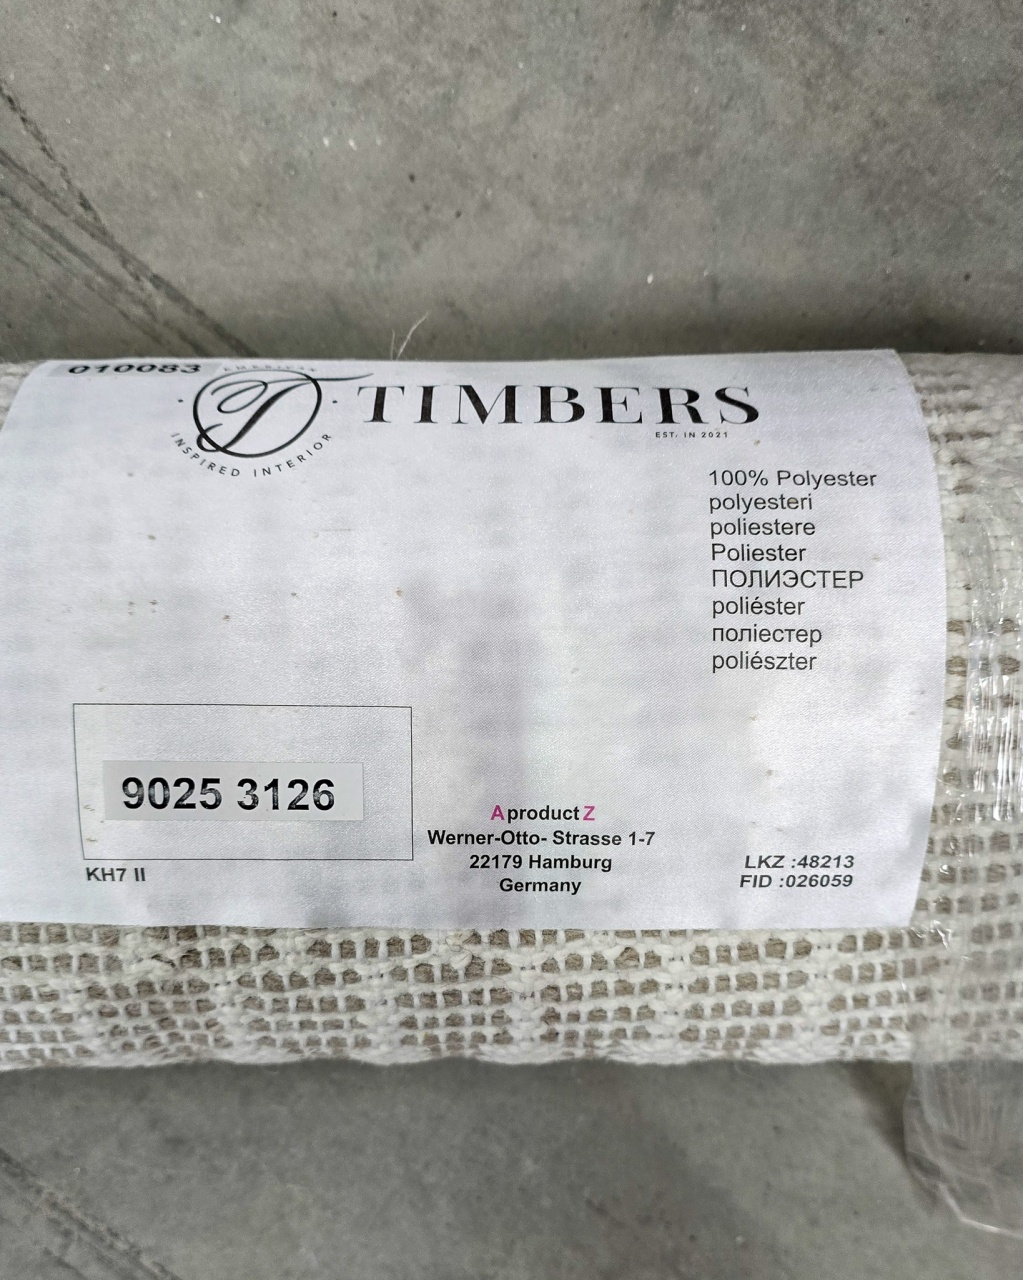 010083
AMERICAN
INSPIRED INTERIOR
TIMBERS
EST. IN 2021
100% Polyester
polyesteri
poliestere
Poliester
ПОЛИЭСТЕР
poliéster
поліестер
poliészter
9025 3126
KH7 II
AproductZ
Werner-Otto- Strasse 1-7
22179 Hamburg
Germany
LKZ :48213
FID :026059